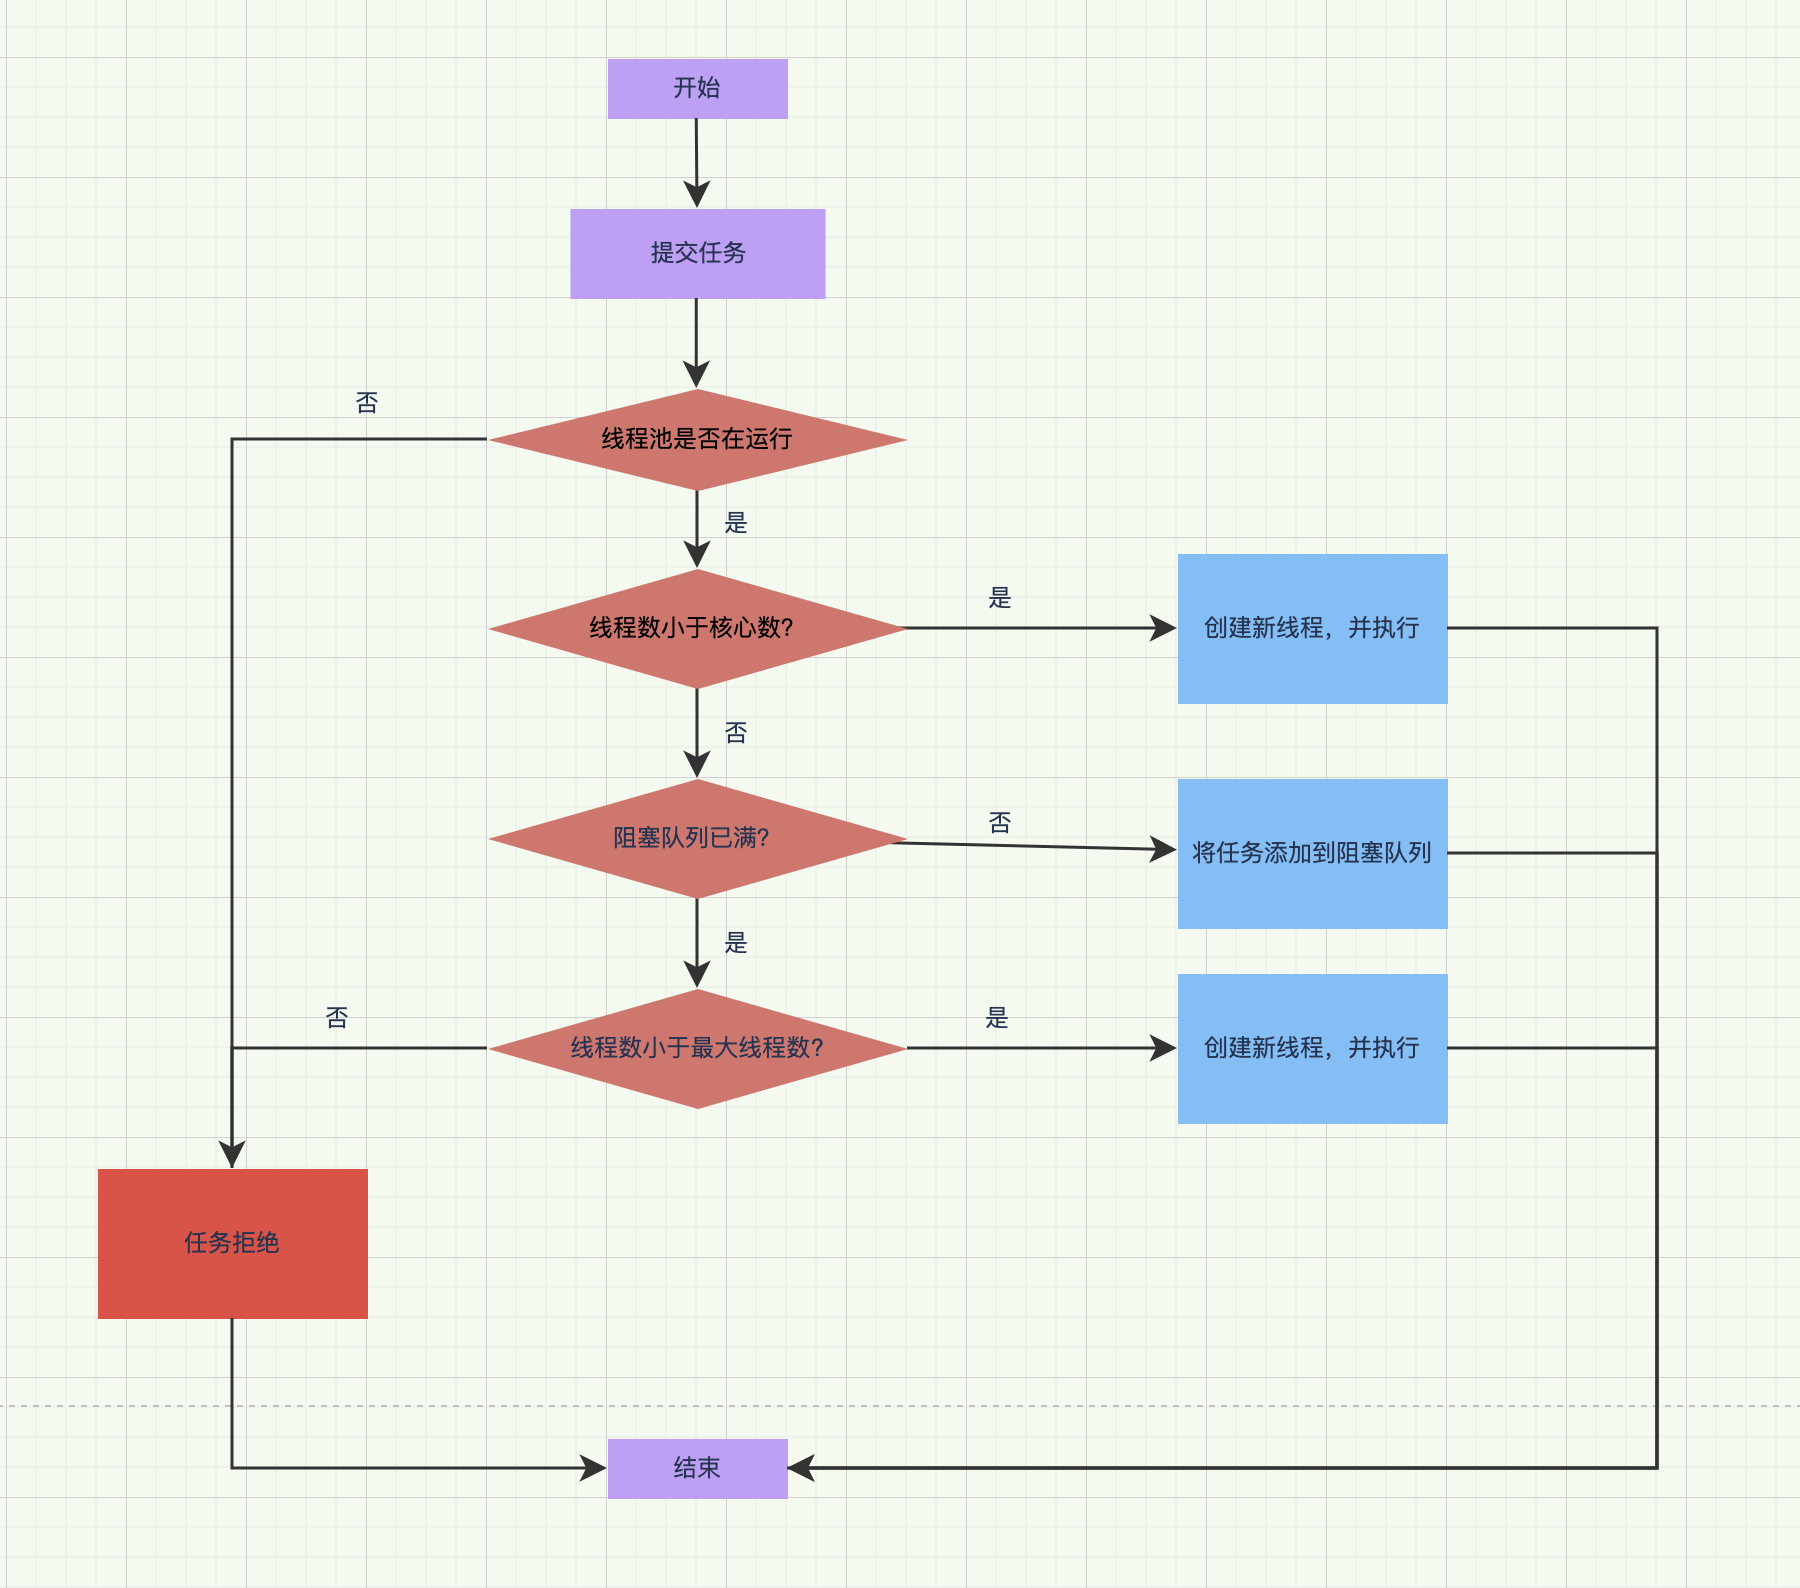 开始
提交任务
否
线程池是否在运行
是
线程数小于核心数?
是
创建新线程，并执行
否
阻塞队列已满?
否
将任务添加到阻塞队列
是
否
线程数小于最大线程数?
是
创建新线程，并执行
任务拒绝
结束